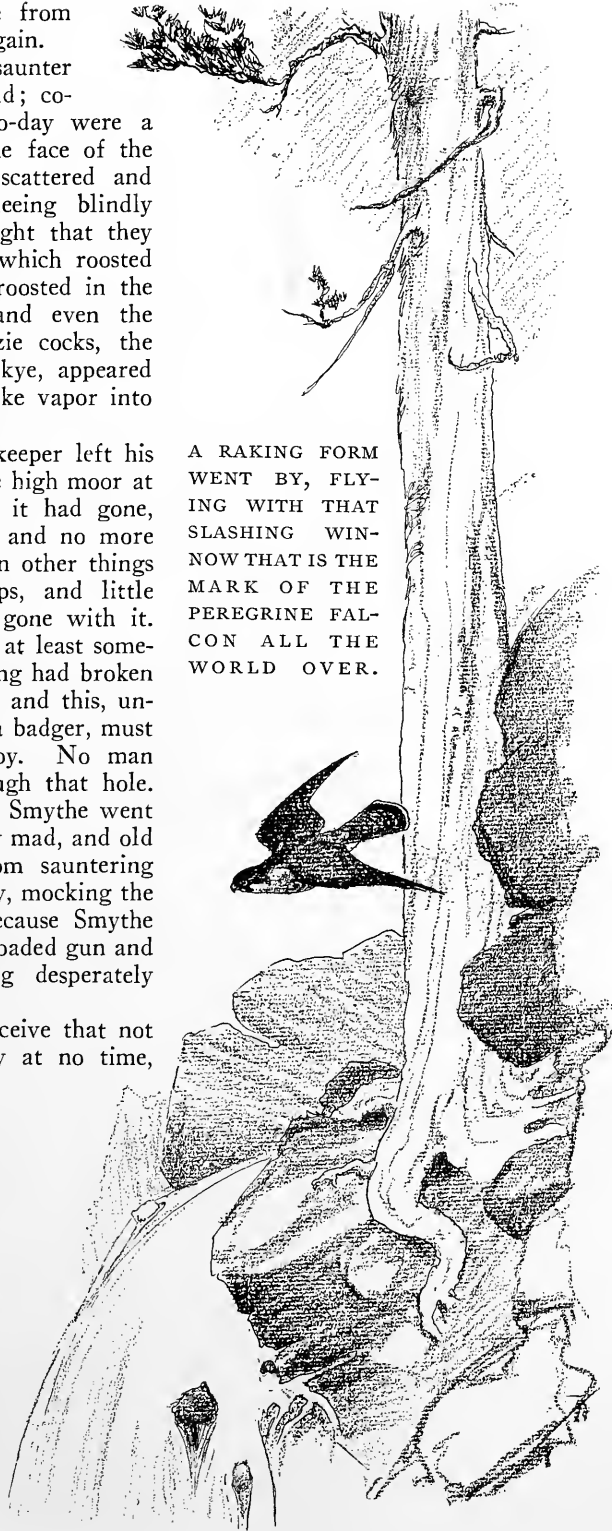 e from
gain.
saunter
d; co-
o-day were a
e face of the
scattered and
eeing blindly
ght that they
which roosted
roosted in the
and even the
zie cocks, the
kye, appeared
ke vapor into
keeper left his
e high moor at
it had gone,
and no more
n other things
ps, and little
gone with it.
at least some-
ng had broken
and this, un-
a badger, must
oy. No man
ugh that hole.
Smythe went
y mad, and old
om sauntering
y, mocking the
ecause Smythe
oaded gun and
g desperately
ceive that not
y at no time,
A RAKING FORM
WENT BY, FLY-
ING WITH THAT
SLASHING WIN-
NOW THAT IS THE
MARK OF THE
PEREGRINE FAL-
CON ALL THE
WORLD OVER.